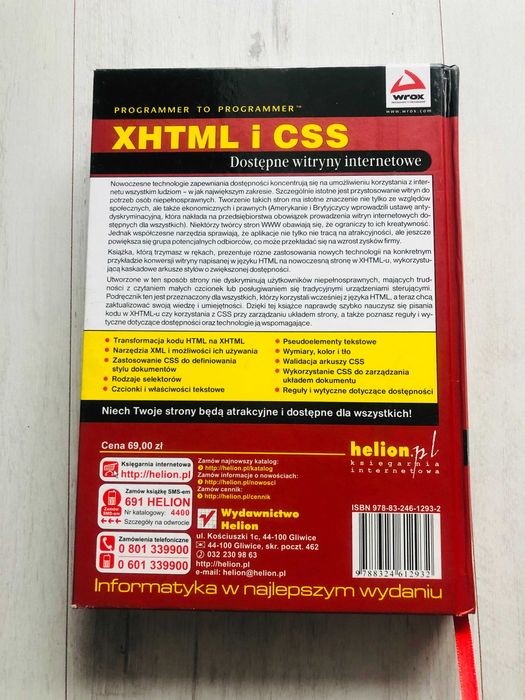 wrox
PROGRAMMER TO PROGRAMMER™
www.wrox.com
XHTML i CSS
Dostępne witryny internetowe
Nowoczesne technologie zapewniania dostępności koncentrują się na umożliwieniu korzystania z inter-
netu wszystkim ludziom – w jak największym zakresie. Szczególnie istotne jest przystosowanie witryn do
potrzeb osób niepełnosprawnych. Tworzenie takich stron ma istotne znaczenie nie tylko ze względów
społecznych, ale także ekonomicznych i prawnych (Amerykanie i Brytyjczycy wprowadzili ustawę anty-
dyskryminacyjną, która nakłada na przedsiębiorstwa obowiązek prowadzenia witryn internetowych do-
stępnych dla wszystkich). Niektórzy twórcy stron WWW obawiają się, że ograniczy to ich kreatywność.
Jednak współczesne narzędzia sprawiają, że aplikacje nie tylko nie tracą na atrakcyjności, ale jeszcze
powiększa się grupa potencjalnych odbiorców, co może przekładać się na wzrost zysków firmy.
Książka, którą trzymasz w rękach, prezentuje różne zastosowania nowych technologii na konkretnym
przykładzie konwersji witryny napisanej w języku HTML na nowoczesną stronę w XHTML-u, wykorzystu-
jącą kaskadowe arkusze stylów o zwiększonej dostępności.
Utworzone w ten sposób strony nie dyskryminują użytkowników niepełnosprawnych, mających trud-
ności z czytaniem małych czcionek lub posługiwaniem się tradycyjnymi urządzeniami sterującymi.
Podręcznik ten jest przeznaczony dla wszystkich, którzy korzystali wcześniej z języka HTML, a teraz chcą
zaktualizować swoją wiedzę i umiejętności. Dzięki tej książce naprawdę szybko nauczysz się pisania
kodu w XHTML-u czy korzystania z CSS przy zarządzaniu układem strony, a także poznasz reguły i wy-
tyczne dotyczące dostępności oraz technologie ją wspomagające.
Transformacja kodu HTML na XHTML
Narzędzia XML i możliwości ich używania
Zastosowanie CSS do definiowania
stylu dokumentów
Rodzaje selektorów
Czcionki i właściwości tekstowe
Pseudoelementy tekstowe
Wymiary, kolor i tło
Walidacja arkuszy CSS
Wykorzystanie CSS do zarządzania
układem dokumentu
Reguły i wytyczne dotyczące dostępności
Niech Twoje strony będą atrakcyjne i dostępne dla wszystkich!
Cena 69,00 zł
Księgarnia internetowa
http://helion.pl
Zamów książkę SMS-em
691 HELION
Zamów SMS-em
Nr katalogowy: 4400
Szczegóły na odwrocie
Zamówienia telefoniczne
0 801 339900
0 601 339900
Zamów najnowszy katalog:
http://helion.pl/katalog
Zamów informacje o nowościach:
http://helion.pl/nowosci
Zamów cennik:
http://helion.pl/cennik
Wydawnictwo
Helion
ul. Kościuszki 1c, 44-100 Gliwice
44-100 Gliwice, skr. poczt. 462
032 230 98 63
http://helion.pl
e-mail: helion@helion.pl
helion.pl
księgarnia
internetowa
ISBN 978-83-246-1293-2
9788324612932
Informatyka w najlepszym wydaniu